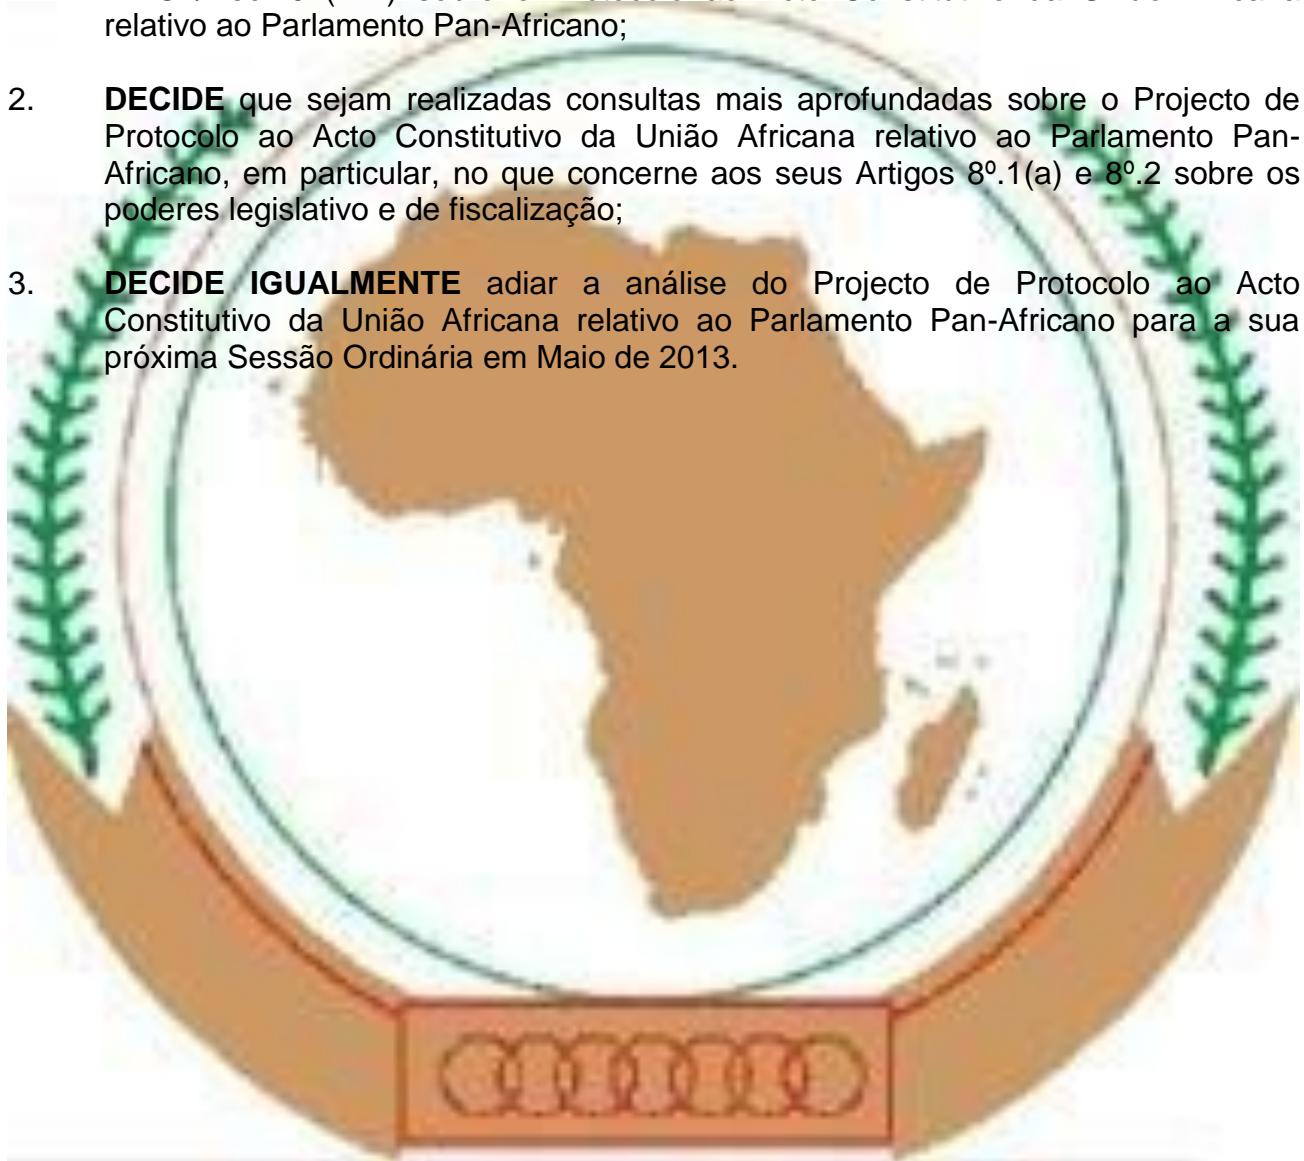 relativo ao Parlamento Pan-Africano;
2. DECIDE que sejam realizadas consultas mais aprofundadas sobre o Projecto de
Protocolo ao Acto Constitutivo da União Africana relativo ao Parlamento Pan-
Africano, em particular, no que concerne aos seus Artigos 8º.1(a) e 8º.2 sobre os
poderes legislativo e de fiscalização;
3. DECIDE IGUALMENTE adiar a análise do Projecto de Protocolo ao Acto
Constitutivo da União Africana relativo ao Parlamento Pan-Africano para a sua
próxima Sessão Ordinária em Maio de 2013.